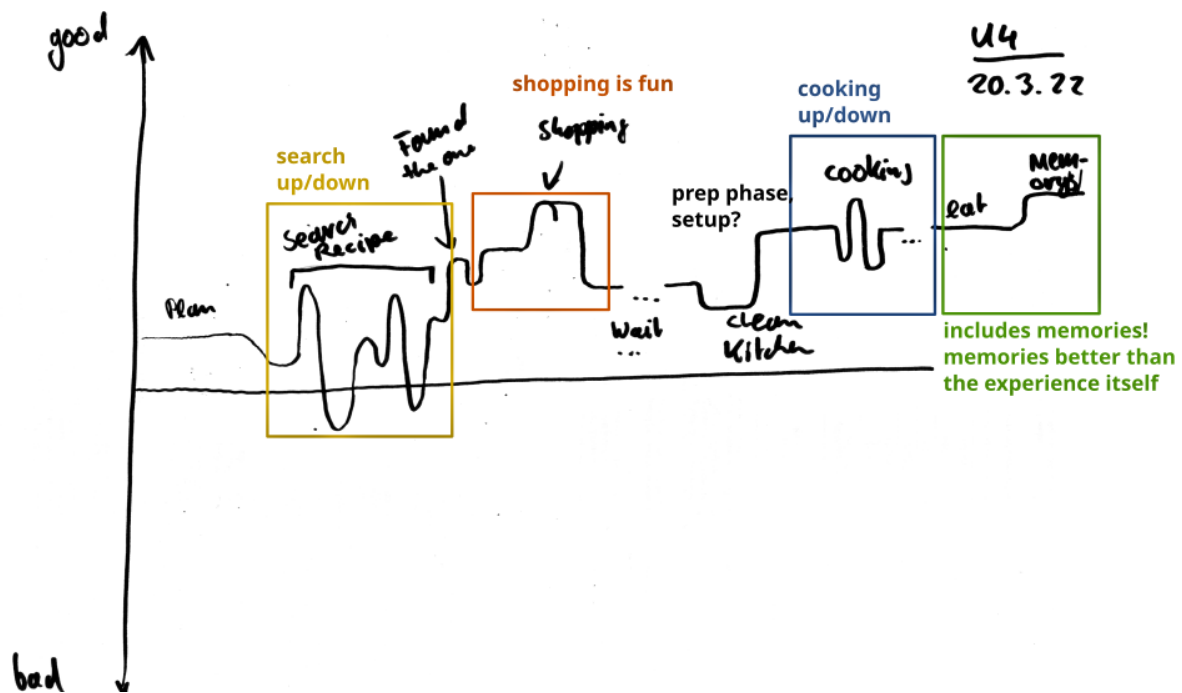 good
U4
20.3.22
shopping is fun
cooking
up/down
Found
the one
Shopping
search
up/down
Search
Recipe
prep phase,
setup?
cooking
Mem-
orys
eat
...
Plan
...
Wait
...
clean
Kitchen
includes memories!
memories better than
the experience itself
bad